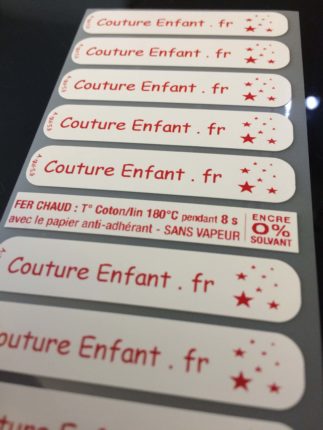 Couture Enfant . fr
Couture Enfant . fr
Couture Enfant . fr
Couture Enfant . fr
Couture Enfant . fr
FER CHAUD : T° Coton/lin 180°C pendant 8 s
avec le papier anti-adhérant - SANS VAPEUR -
ENCRE
0%
SOLVANT
Couture Enfant . fr
outure Enfant . fr
ture Enfant . fr